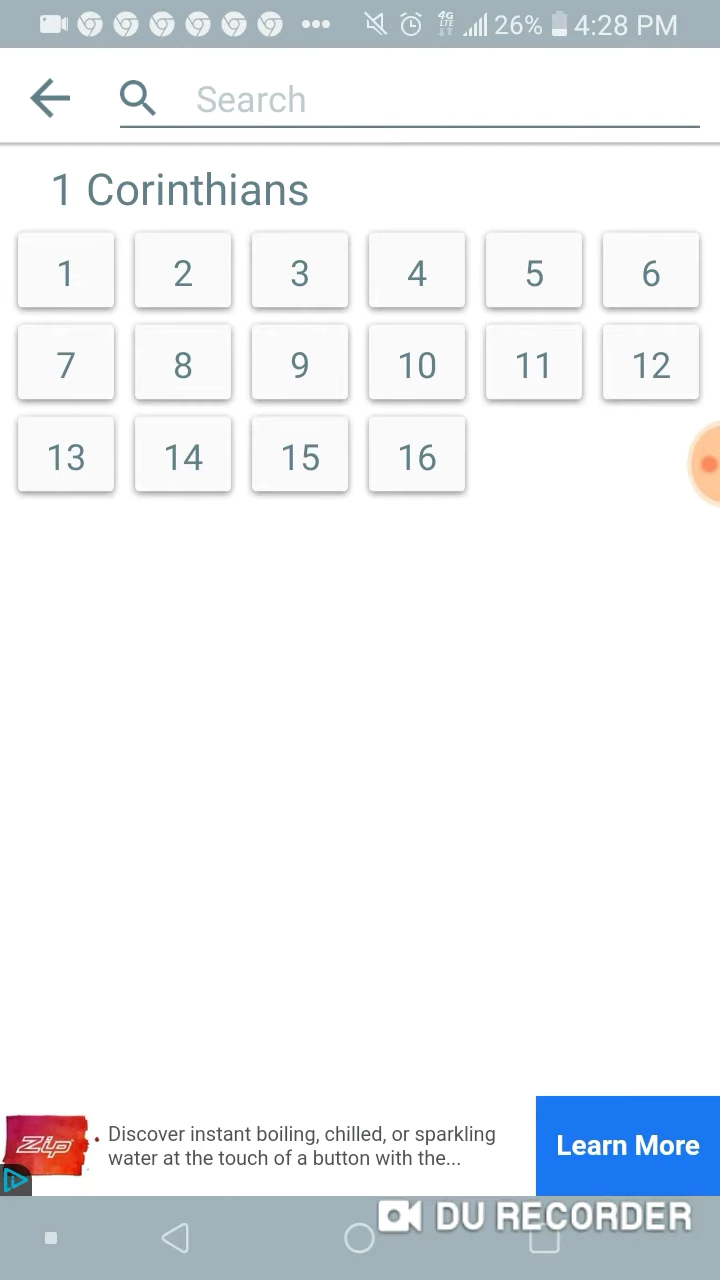 4G
LTE
26%
4:28 PM
Search
1 Corinthians
1 2 3 4 5 6
7 8 9 10 11 12
13 14 15 16
Zip
Discover instant boiling, chilled, or sparkling
water at the touch of a button with the...
Learn More
DU RECORDER